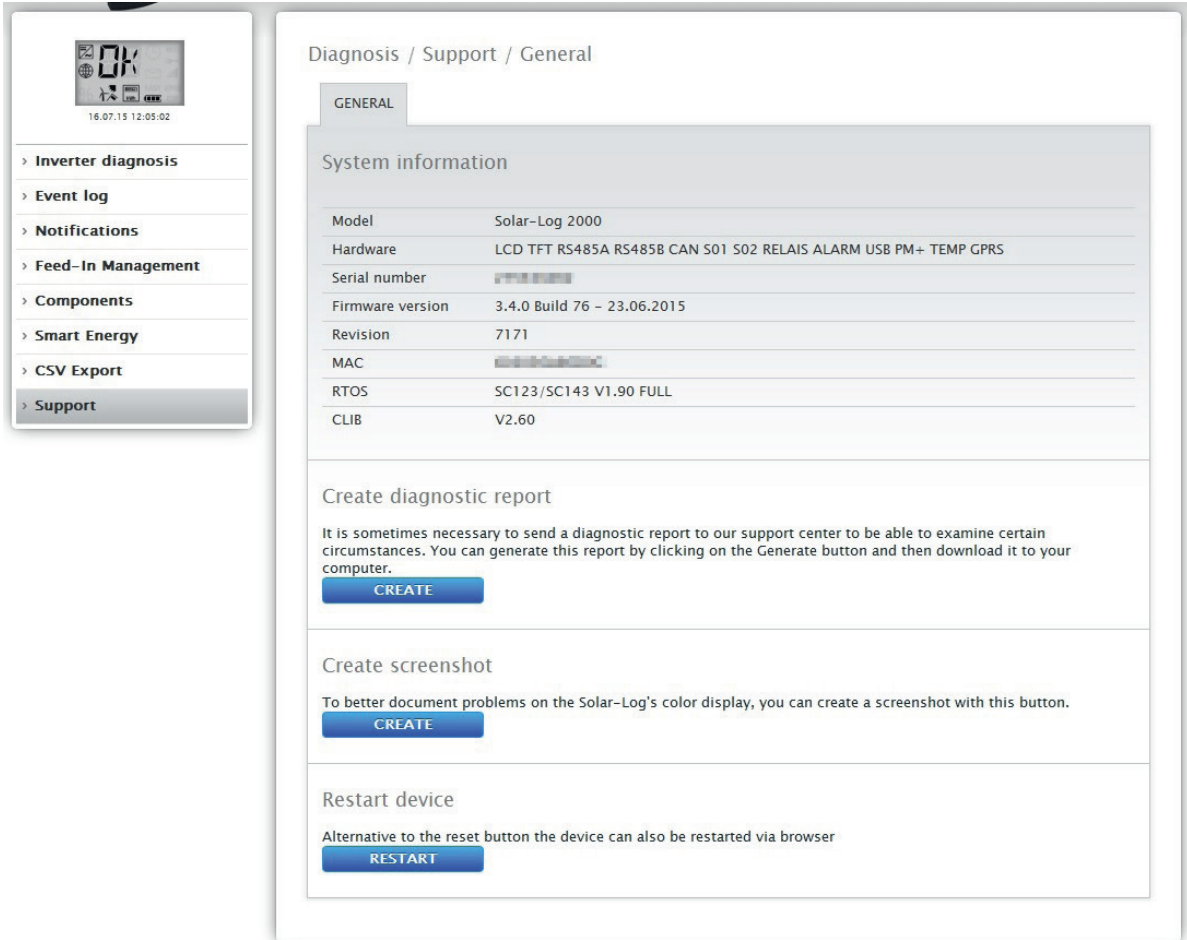 OK
16.07.15 12:05:02
› Inverter diagnosis
› Event log
› Notifications
› Feed-In Management
› Components
› Smart Energy
› CSV Export
› Support
Diagnosis / Support / General
GENERAL
System information
Model Solar-Log 2000
Hardware LCD TFT RS485A RS485B CAN S01 S02 RELAIS ALARM USB PM+ TEMP GPRS
Serial number
Firmware version 3.4.0 Build 76 - 23.06.2015
Revision 7171
MAC
RTOS SC123/SC143 V1.90 FULL
CLIB V2.60
Create diagnostic report
It is sometimes necessary to send a diagnostic report to our support center to be able to examine certain
circumstances. You can generate this report by clicking on the Generate button and then download it to your
computer.
CREATE
Create screenshot
To better document problems on the Solar-Log's color display, you can create a screenshot with this button.
CREATE
Restart device
Alternative to the reset button the device can also be restarted via browser
RESTART